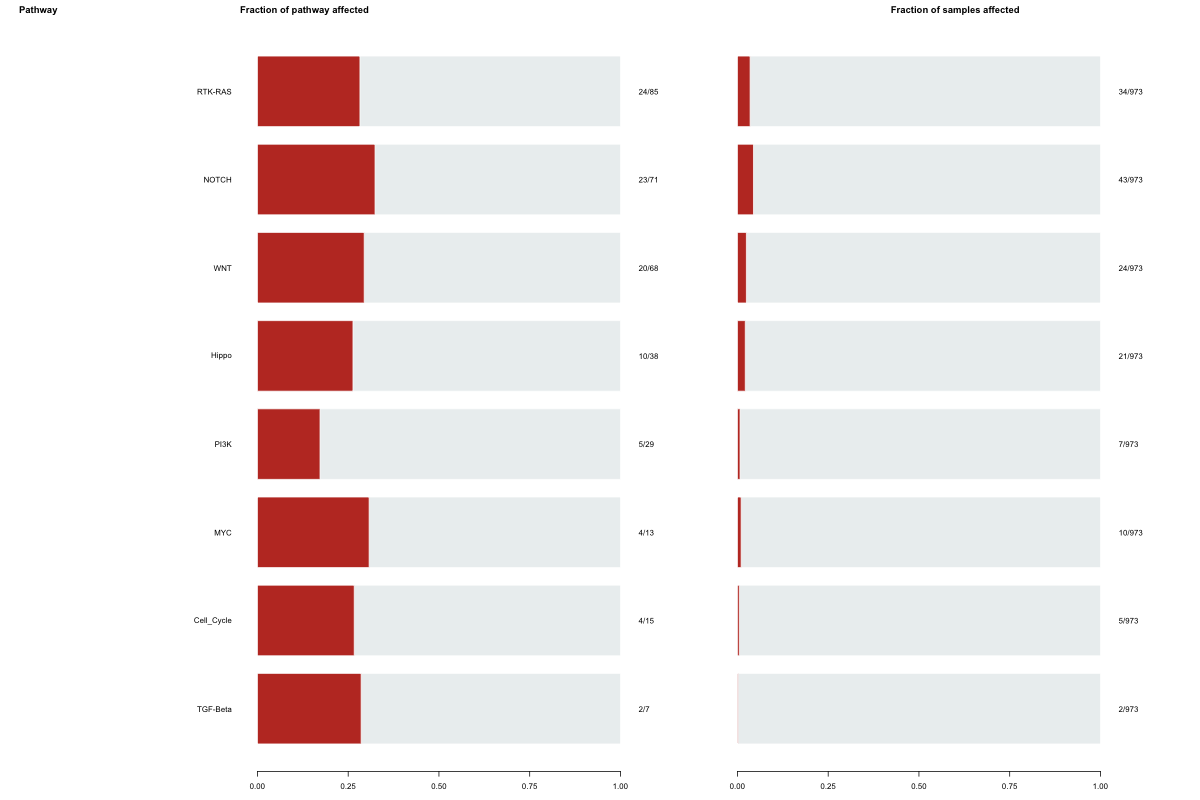 Pathway Fraction of pathway affected Fraction of samples affected
RTK-RAS 24/85 34/973
NOTCH 23/71 43/973
WNT 20/68 24/973
Hippo 10/38 21/973
PI3K 5/29 7/973
MYC 4/13 10/973
Cell_Cycle 4/15 5/973
TGF-Beta 2/7 2/973
0.00 0.25 0.50 0.75 1.00 0.00 0.25 0.50 0.75 1.00